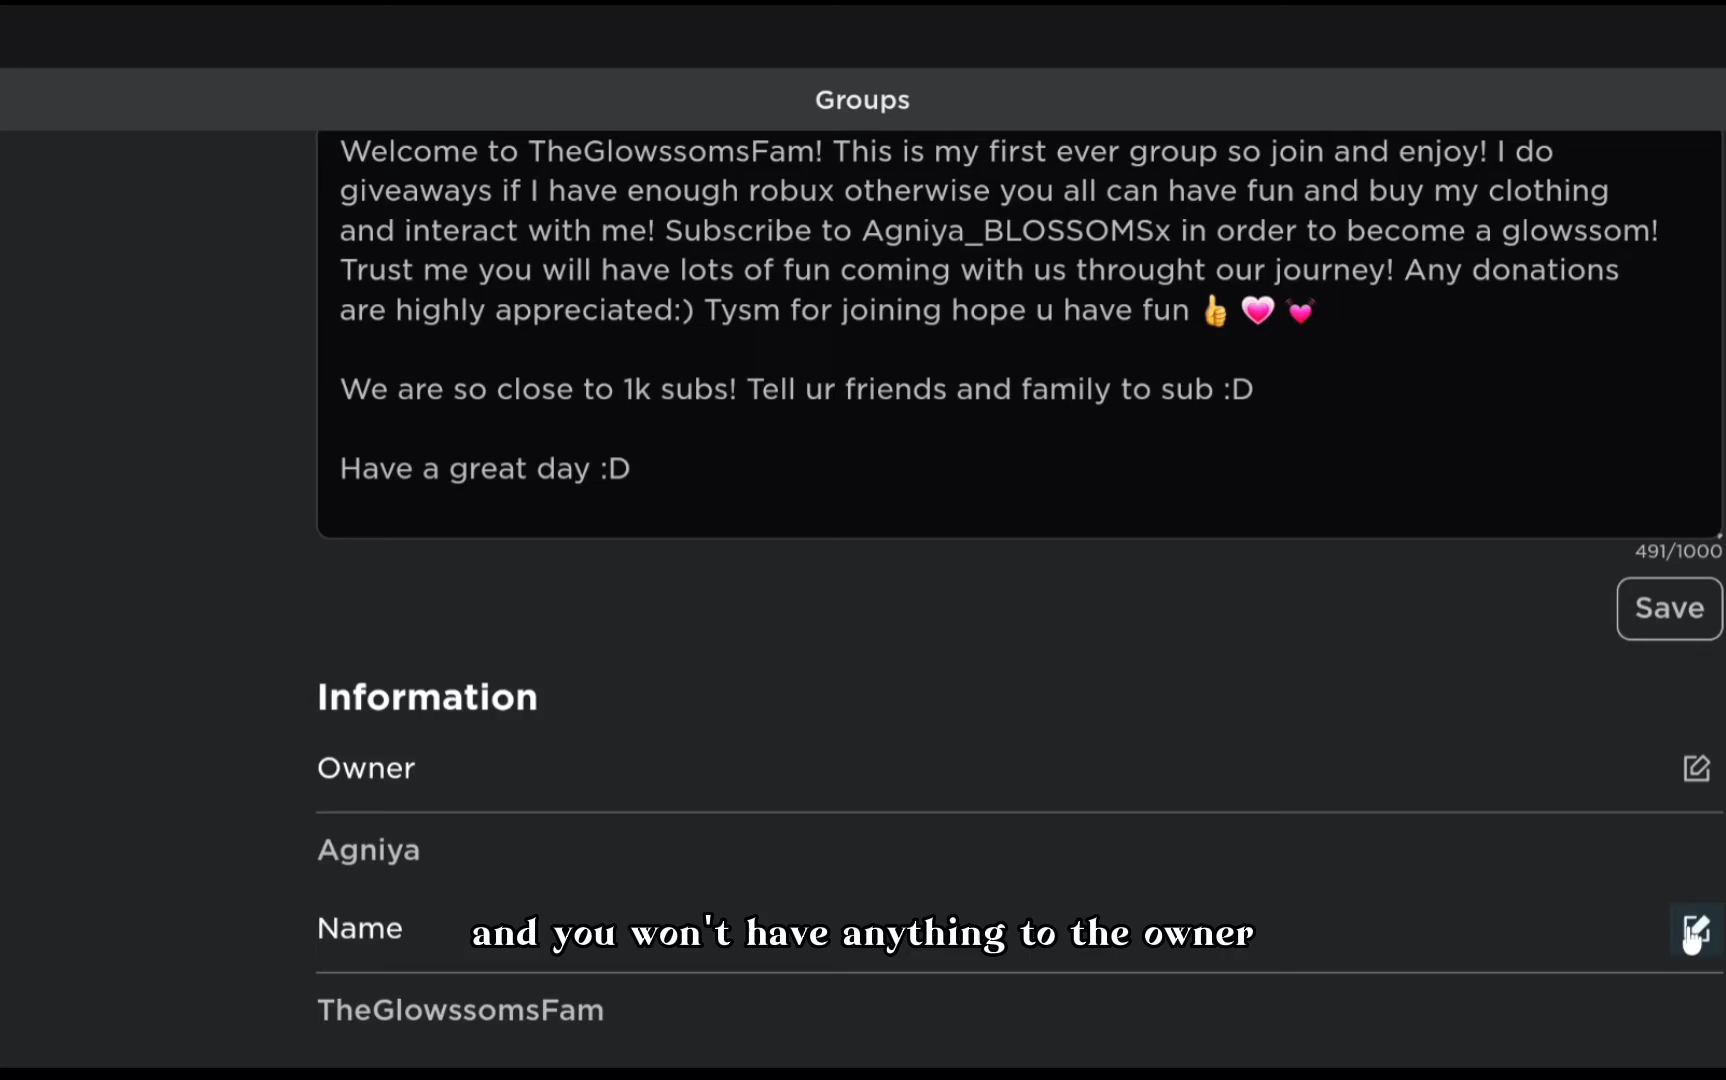 Groups
Welcome to TheGlowssomsFam! This is my first ever group so join and enjoy! I do
giveaways if I have enough robux otherwise you all can have fun and buy my clothing
and interact with me! Subscribe to Agniya_BLOSSOMSx in order to become a glowssom!
Trust me you will have lots of fun coming with us throught our journey! Any donations
are highly appreciated:) Tysm for joining hope u have fun 👍 💗 💓
We are so close to 1k subs! Tell ur friends and family to sub :D
Have a great day :D
491/1000
Save
Information
Owner
Agniya
Name
and you won't have anything to the owner
TheGlowssomsFam